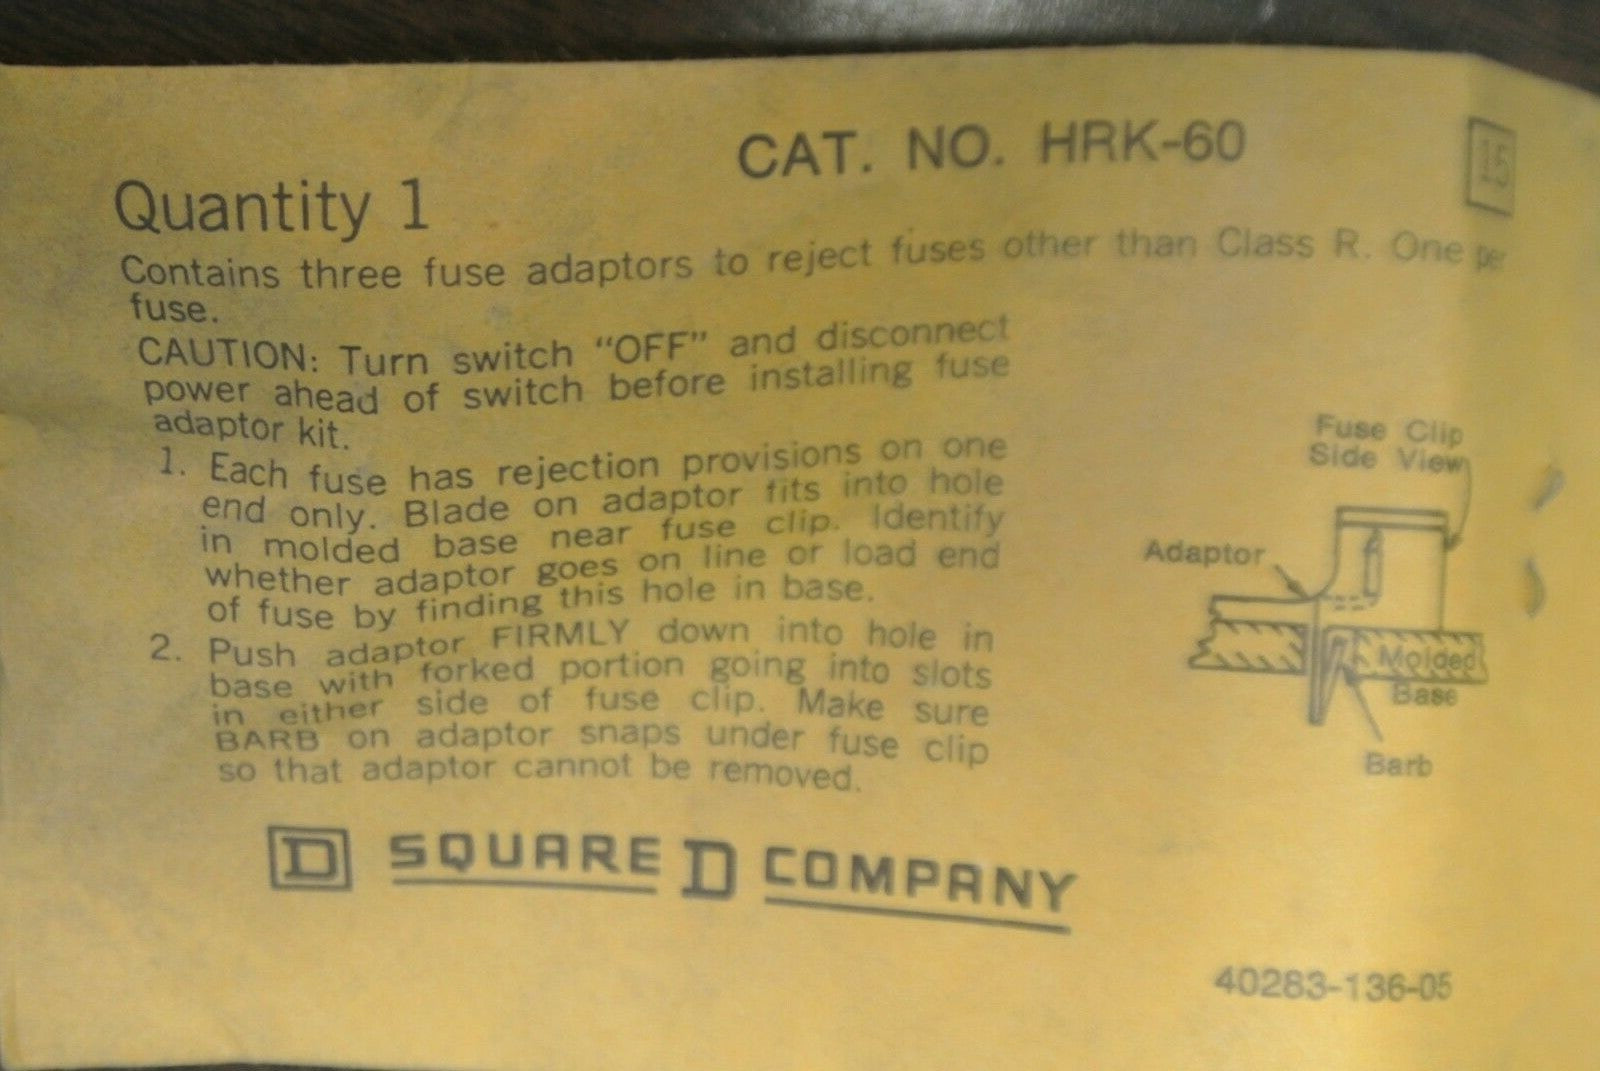 CAT. NO. HRK-60
15
Quantity 1
Contains three fuse adaptors to reject fuses other than Class R. One per
fuse.
CAUTION: Turn switch "OFF" and disconnect
power ahead of switch before installing fuse
adaptor kit.
1. Each fuse has rejection provisions on one
end only. Blade on adaptor fits into hole
in molded base near fuse clip. Identify
whether adaptor goes on line or load end
of fuse by finding this hole in base.
2. Push adaptor FIRMLY down into hole in
base with forked portion going into slots
in either side of fuse clip. Make sure
BARB on adaptor snaps under fuse clip
so that adaptor cannot be removed.
Fuse Clip
Side View
Adaptor
Molded
Base
Barb
D SQUARE D COMPANY
40283-136-05